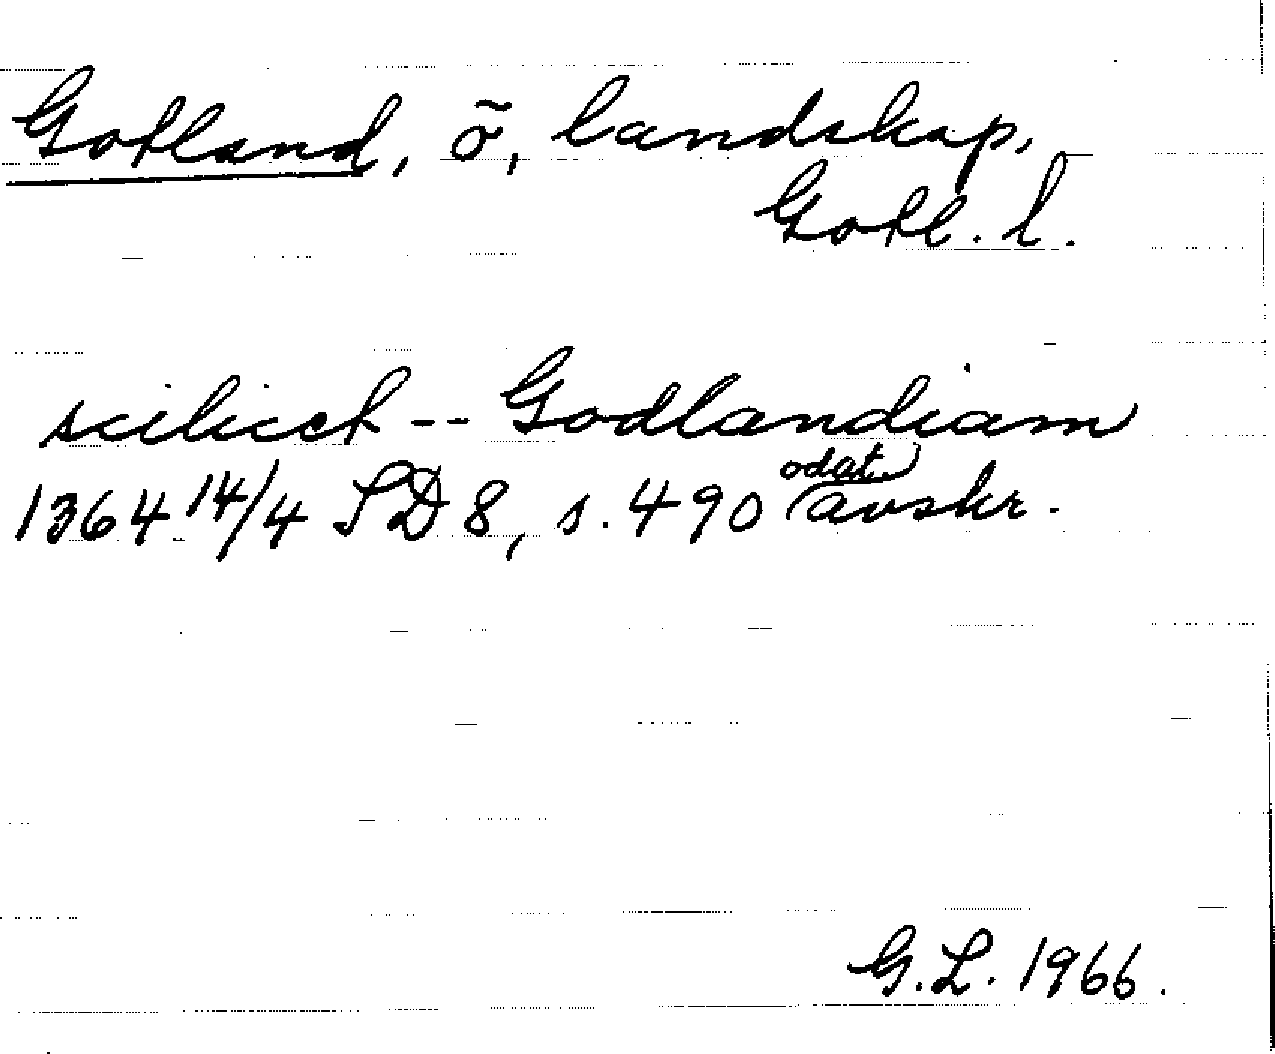 Gotland, ö, landskap,
Gotl. l.
scilicet -- Godlandiam
1364 14/4 SD 8, s. 490 odat. avskr.
G.L. 1966.